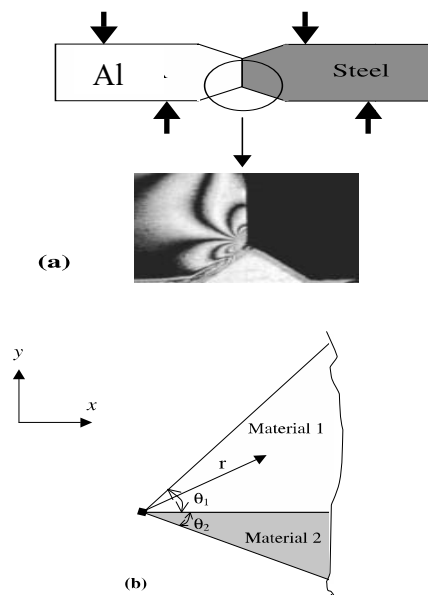 Al
Steel
(a)
y
x
Material 1
r
θ1
θ2
Material 2
(b)